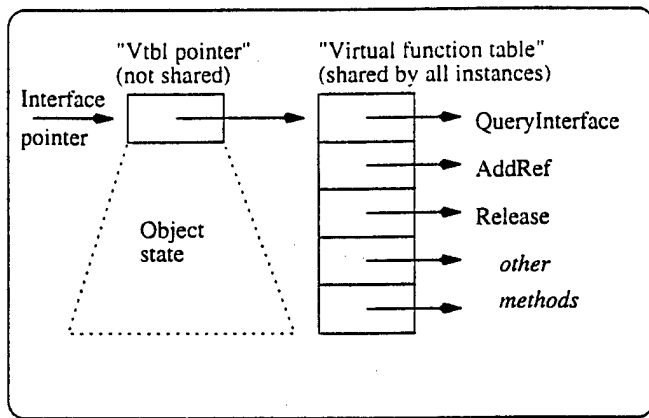 "Vtbl pointer"
(not shared)
"Virtual function table"
(shared by all instances)
Interface
pointer
QueryInterface
AddRef
Release
other
methods
Object
state